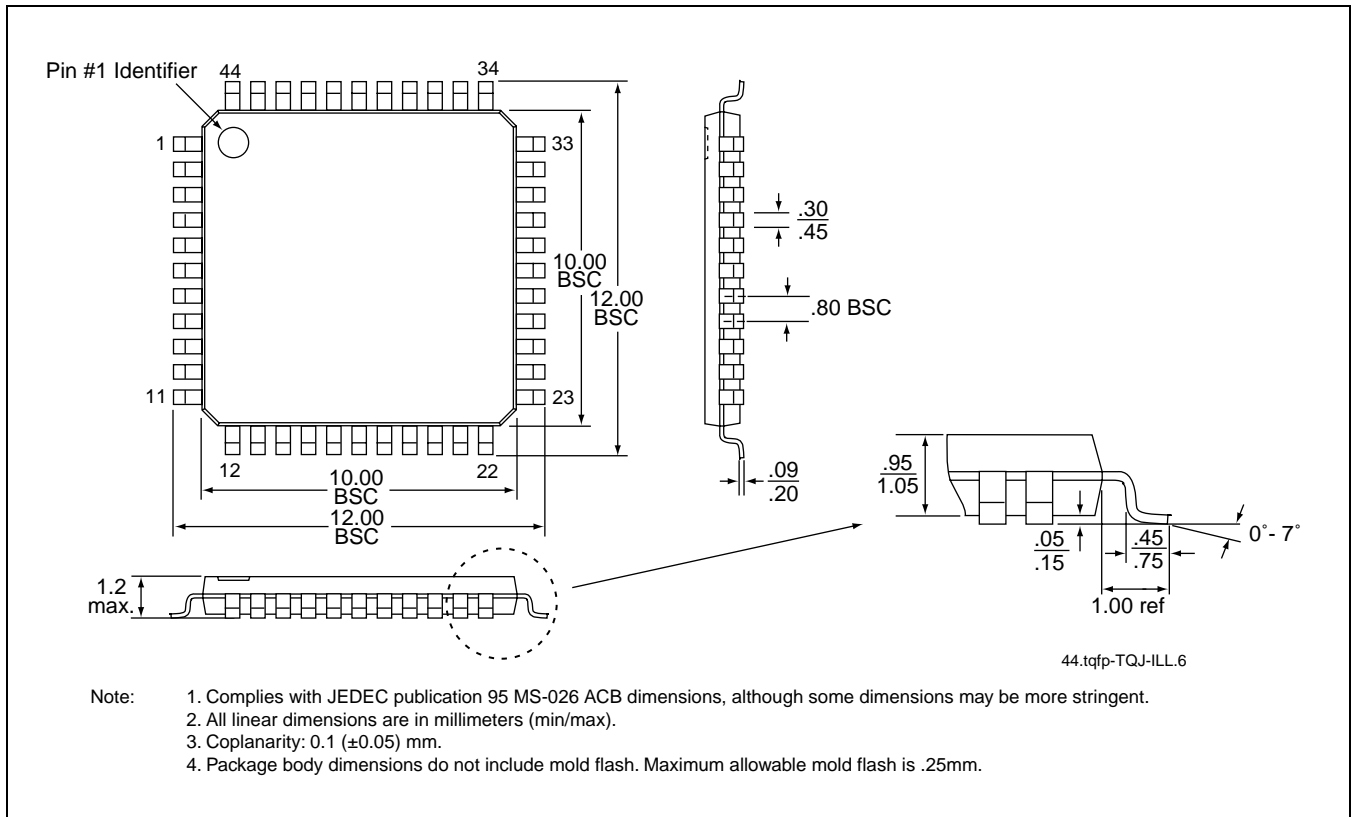 Pin #1 Identifier
44
34
1
33
11
23
12
22
10.00
BSC
12.00
BSC
10.00
BSC
12.00
BSC
.30
.45
.80 BSC
.09
.20
.95
1.05
.05
.15
.45
.75
0°- 7°
1.00 ref
1.2
max.
44.tqfp-TQJ-ILL.6
Note: 1. Complies with JEDEC publication 95 MS-026 ACB dimensions, although some dimensions may be more stringent.
2. All linear dimensions are in millimeters (min/max).
3. Coplanarity: 0.1 (±0.05) mm.
4. Package body dimensions do not include mold flash. Maximum allowable mold flash is .25mm.